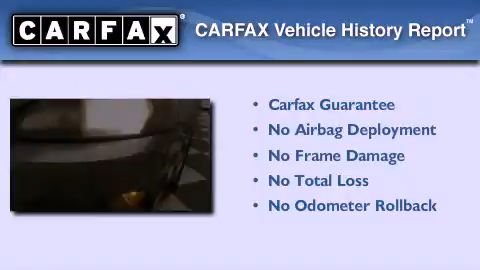 CARFAX®
CARFAX Vehicle History Report™
• Carfax Guarantee
• No Airbag Deployment
• No Frame Damage
• No Total Loss
• No Odometer Rollback